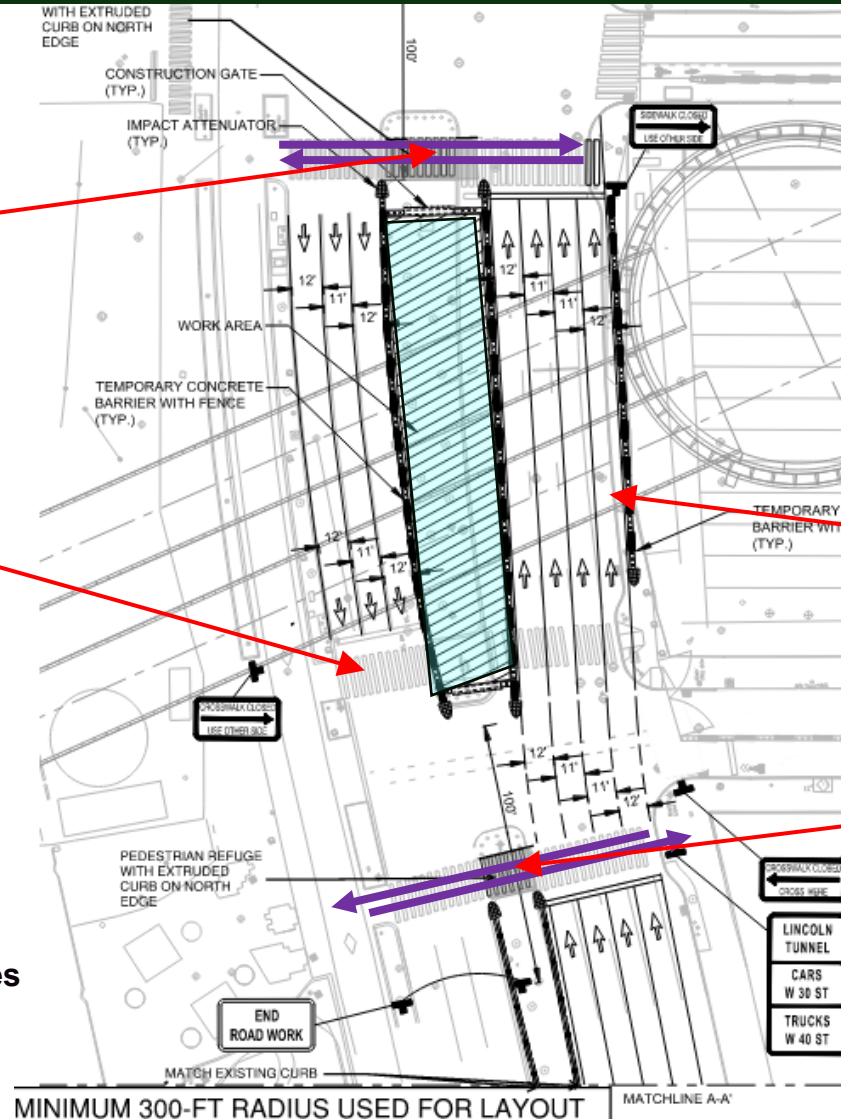 WITH EXTRUDED
CURB ON NORTH
EDGE
100'
CONSTRUCTION GATE
(TYP.)
IMPACT ATTENUATOR
(TYP.)
SIDEWALK CLOSED
USE OTHER SIDE
12'
11'
12'
12'
11'
11'
12'
WORK AREA
TEMPORARY CONCRETE
BARRIER WITH FENCE
(TYP.)
12'
11'
12'
TEMPORARY
BARRIER WIT
(TYP.)
CROSSWALK CLOSED
USE OTHER SIDE
12'
11'
11'
12'
100'
PEDESTRIAN REFUGE
WITH EXTRUDED
CURB ON NORTH
EDGE
CROSSWALK CLOSED
CROSS HERE
LINCOLN
TUNNEL
CARS
W 30 ST
TRUCKS
W 40 ST
es
END
ROAD WORK
MATCH EXISTING CURB
MINIMUM 300-FT RADIUS USED FOR LAYOUT
MATCHLINE A-A'